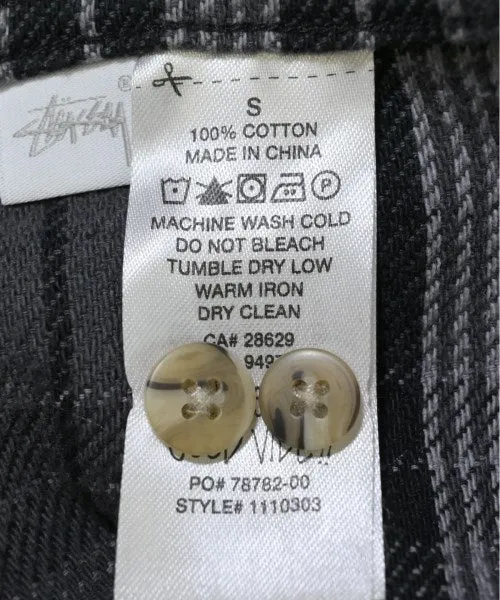 Stüssy ®
S
100% COTTON
MADE IN CHINA
P
MACHINE WASH COLD
DO NOT BLEACH
TUMBLE DRY LOW
WARM IRON
DRY CLEAN
CA# 28629
PO# 78782-00
STYLE# 1110303